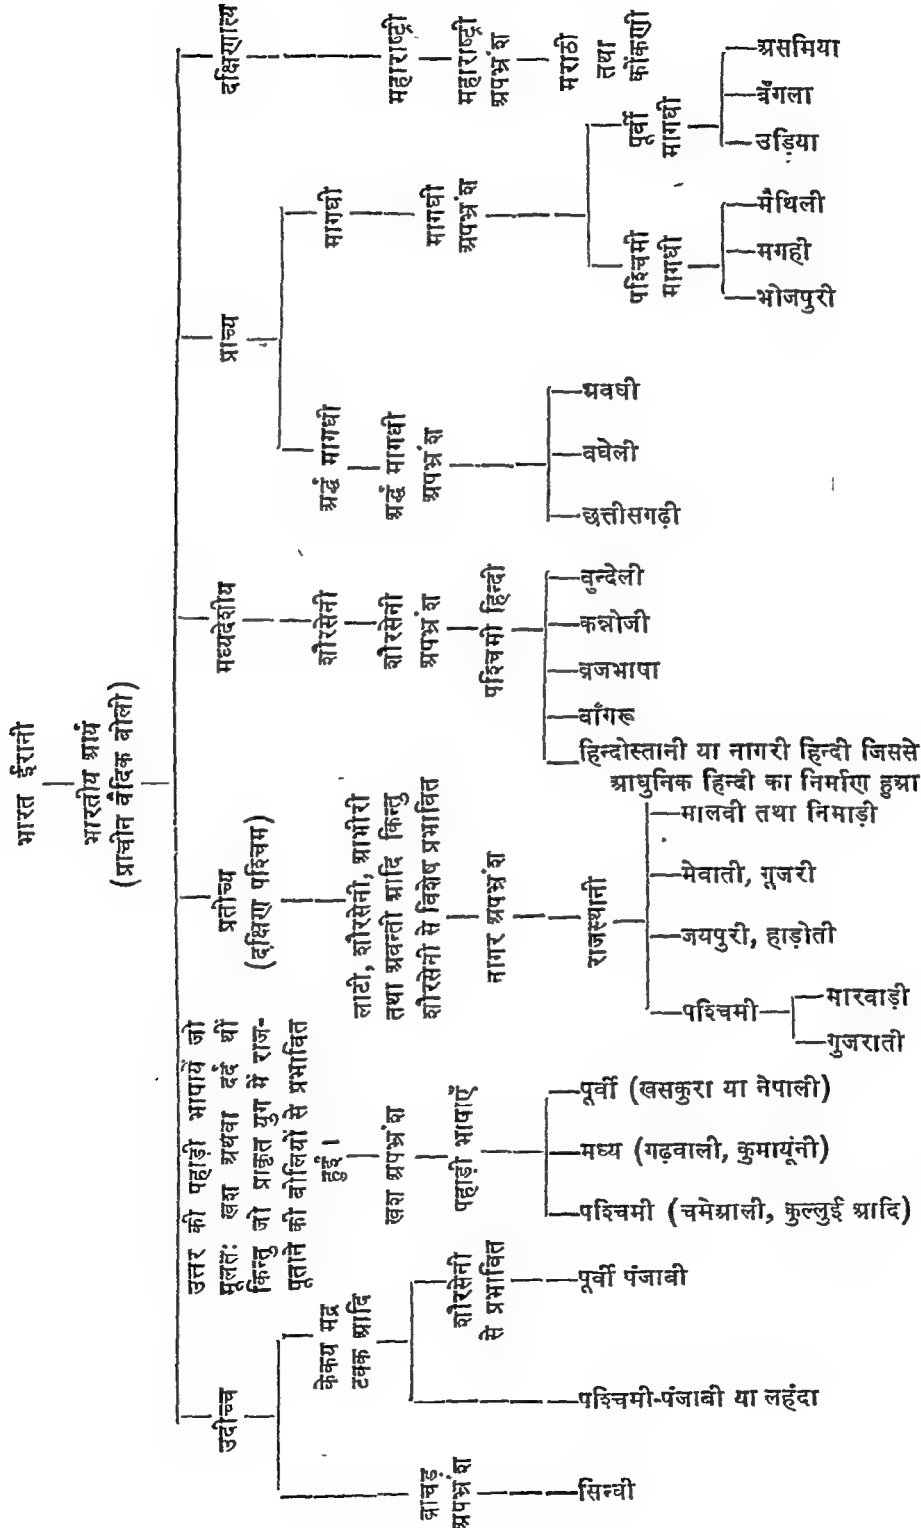 भारत ईरानी
भारतीय आर्य
(प्राचीन वैदिक बोली)
उदीच्य
ब्राचड़
अपभ्रंश
सिन्धी
केकय मद्र
टक्क आदि
पश्चिमी-पंजाबी या लहंदा
शौरसेनी
से प्रभावित
पूर्वी पंजाबी
उत्तर की पहाड़ी भाषायें जो
मूलतः खश अथवा दर्द थीं
किन्तु जो प्राकृत युग में राज-
पूताने की बोलियों से प्रभावित
हुई ।
खश अपभ्रंश
पहाड़ी भाषाएँ
पूर्वी (खसकुरा या नेपाली)
मध्य (गढ़वाली, कुमायूंनी)
पश्चिमी (चमेआली, कुल्लुई आदि)
प्रतीच्य
(दक्षिण पश्चिम)
लाटी, शौरसेनी, आभीरी
तथा अवन्ती आदि किन्तु
शौरसेनी से विशेष प्रभावित
नागर अपभ्रंश
राजस्थानी
मालवी तथा निमाड़ी
मेवाती, गूजरी
जयपुरी, हाड़ोती
पश्चिमी
मारवाड़ी
गुजराती
मध्यदेशीय
शौरसेनी
शौरसेनी
अपभ्रंश
पश्चिमी हिन्दी
बुन्देली
कन्नोजी
ब्रजभाषा
बाँगरू
हिन्दोस्तानी या नागरी हिन्दी जिससे
आधुनिक हिन्दी का निर्माण हुआ
प्राच्य
अर्द्ध मागधी
अर्द्ध मागधी
अपभ्रंश
अवधी
बघेली
छत्तीसगढ़ी
मागधी
मागधी
अपभ्रंश
पश्चिमी
मागधी
मैथिली
मगही
भोजपुरी
पूर्वी
मागधी
असमिया
बँगला
उड़िया
दक्षिणात्य
महाराष्ट्री
महाराष्ट्री
अपभ्रंश
मराठी
तथा
कोंकणी